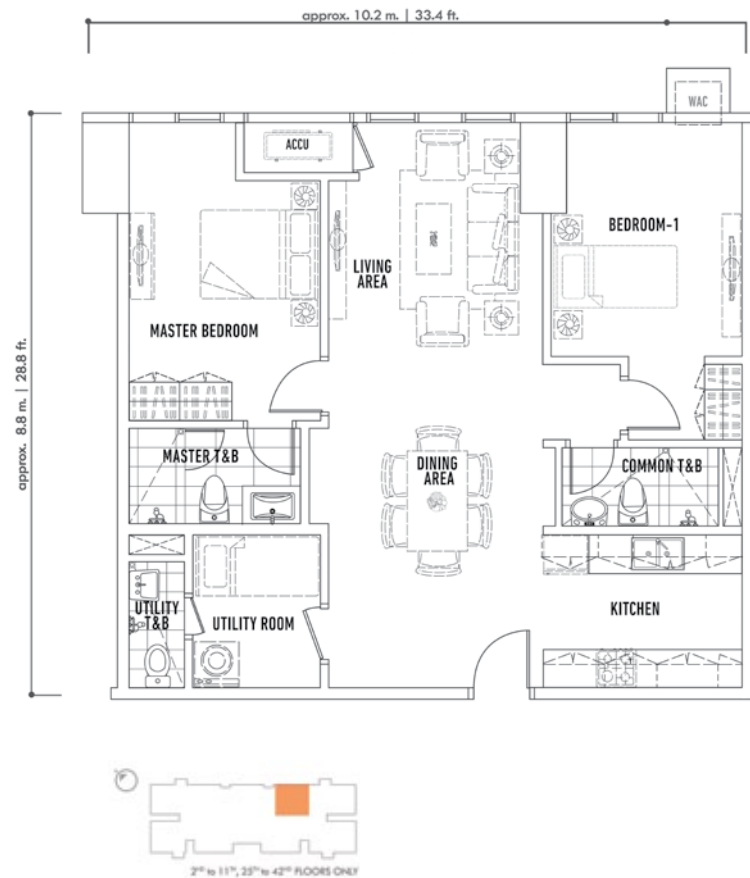 approx. 10.2 m. | 33.4 ft.
WAC
ACCU
BEDROOM-1
LIVING
AREA
MASTER BEDROOM
approx. 8.8 m. | 28.8 ft.
MASTER T&B
DINING
AREA
COMMON T&B
UTILITY
T&B
UTILITY ROOM
KITCHEN
2ND to 11TH, 25TH to 42ND FLOORS ONLY